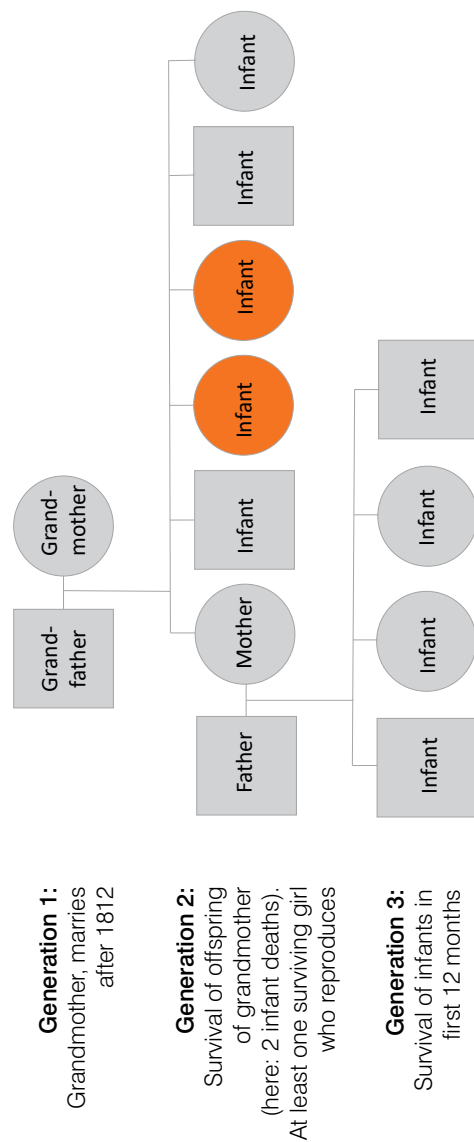 Generation 1:
Grandmother, marries
after 1812
Grand-
father
Grand-
mother
Generation 2:
Survival of offspring
of grandmother
(here: 2 infant deaths).
At least one surviving girl
who reproduces
Father
Mother
Infant
Infant
Infant
Infant
Infant
Generation 3:
Survival of infants in
first 12 months
Infant
Infant
Infant
Infant